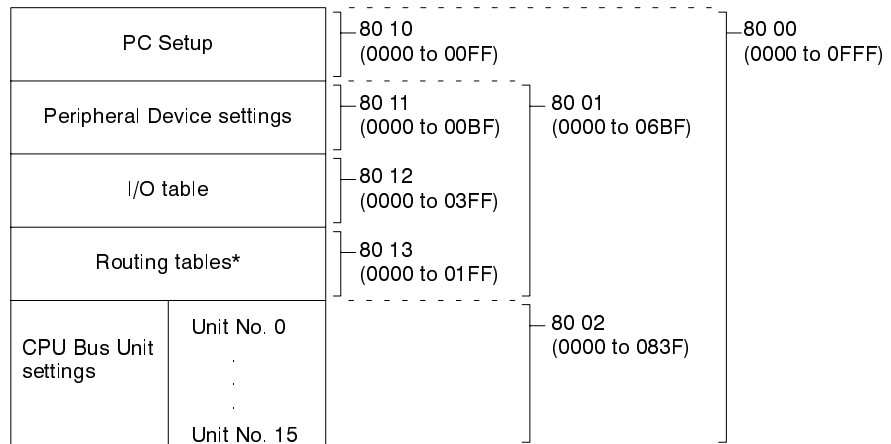 PC Setup
80 10
(0000 to 00FF)
80 00
(0000 to 0FFF)
Peripheral Device settings
80 11
(0000 to 00BF)
80 01
(0000 to 06BF)
I/O table
80 12
(0000 to 03FF)
Routing tables*
80 13
(0000 to 01FF)
CPU Bus Unit
settings
Unit No. 0
.
.
.
Unit No. 15
80 02
(0000 to 083F)